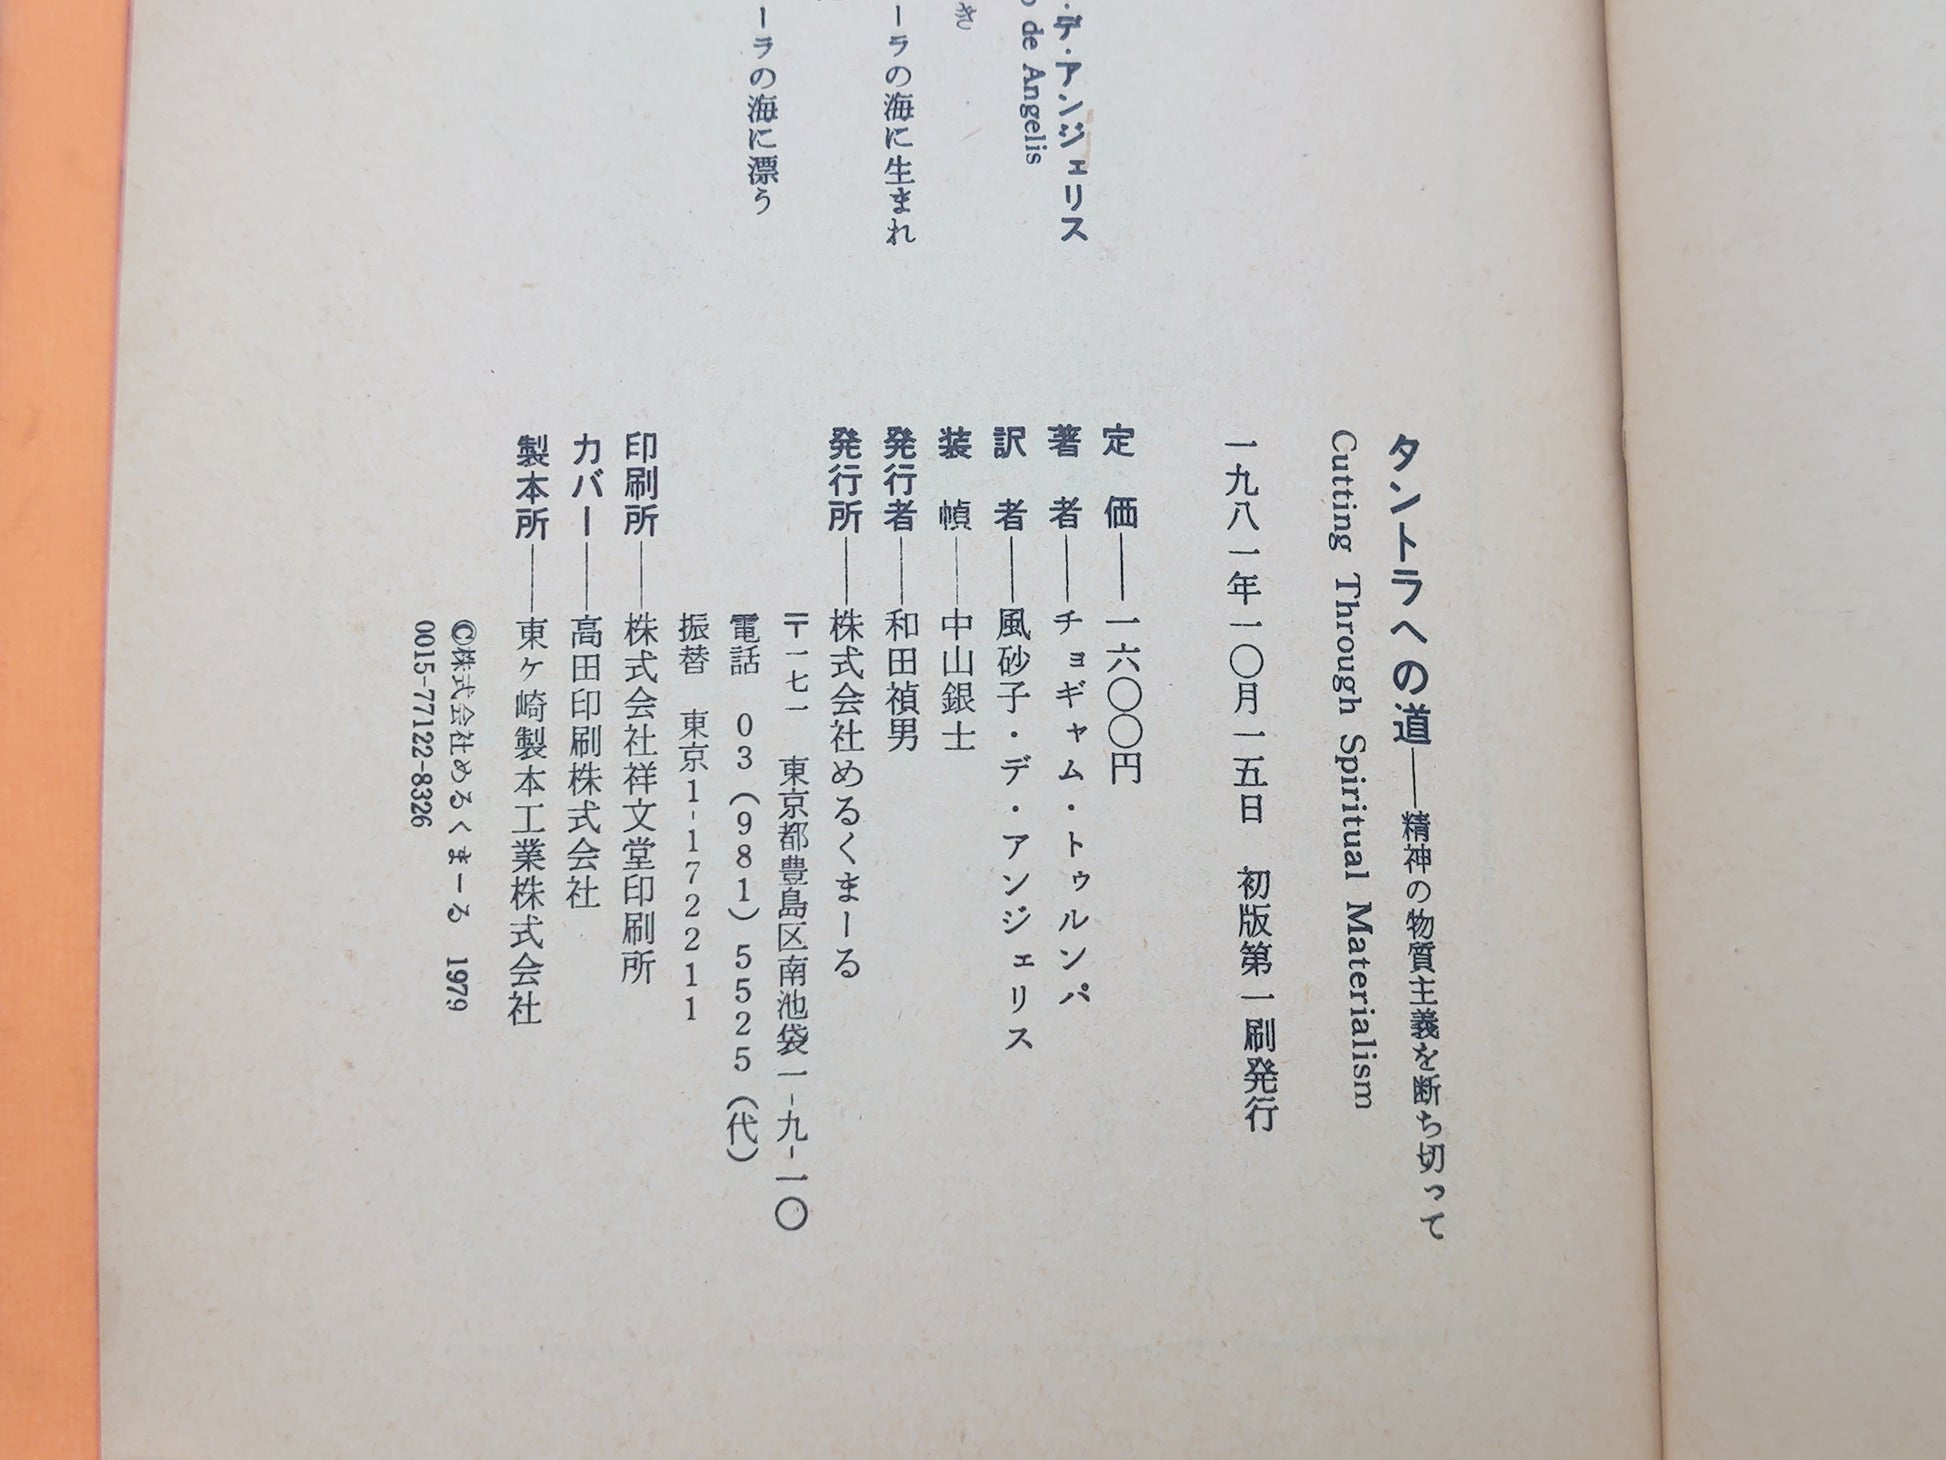 ・デ・アンジェリス
de Angelis
き
ーラの海に生まれ
ーラの海に漂う
タントラへの道――精神の物質主義を断ち切って
Cutting Through Spiritual Materialism
一九八一年一〇月一五日　初版第一刷発行
定　価――一六〇〇円
著　者――チョギャム・トゥルンパ
訳　者――風砂子・デ・アンジェリス
装　幀――中山銀士
発行者――和田禎男
発行所――株式会社めるくまーる
〒一七一　東京都豊島区南池袋一-九-一〇
電話　03（981）5525（代）
振替　東京1-17211
印刷所――株式会社祥文堂印刷所
カバー――高田印刷株式会社
製本所――東ヶ崎製本工業株式会社
©株式会社めるくまーる　1979
0015-77122-8326